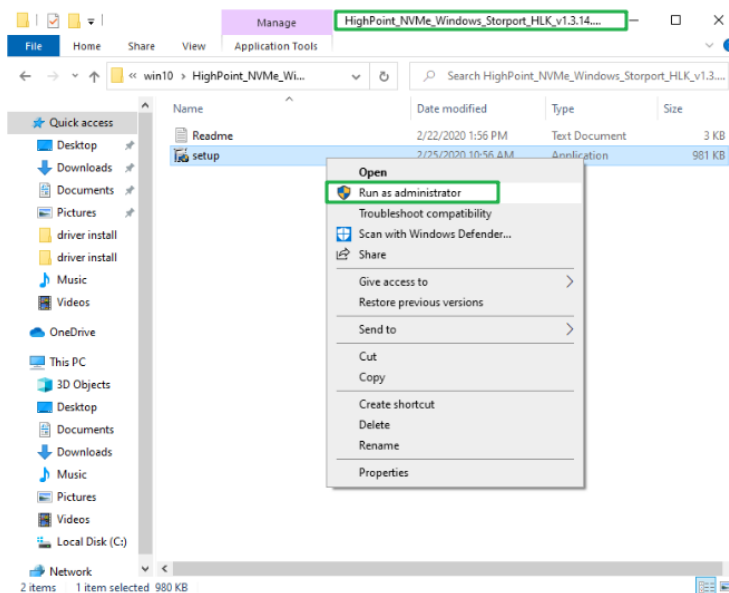 Manage
HighPoint_NVMe_Windows_Storport_HLK_v1.3.14....
File Home Share View Application Tools
« win10 > HighPoint_NVMe_Wi...
Search HighPoint_NVMe_Windows_Storport_HLK_v1.3....
Name Date modified Type Size
Quick access
Desktop
Downloads
Documents
Pictures
driver install
driver install
Music
Videos
OneDrive
This PC
3D Objects
Desktop
Documents
Downloads
Music
Pictures
Videos
Local Disk (C:)
Network
Readme 2/22/2020 1:56 PM Text Document 3 KB
setup 2/25/2020 10:56 AM Application 981 KB
Open
Run as administrator
Troubleshoot compatibility
Scan with Windows Defender...
Share
Give access to
Restore previous versions
Send to
Cut
Copy
Create shortcut
Delete
Rename
Properties
2 items 1 item selected 980 KB